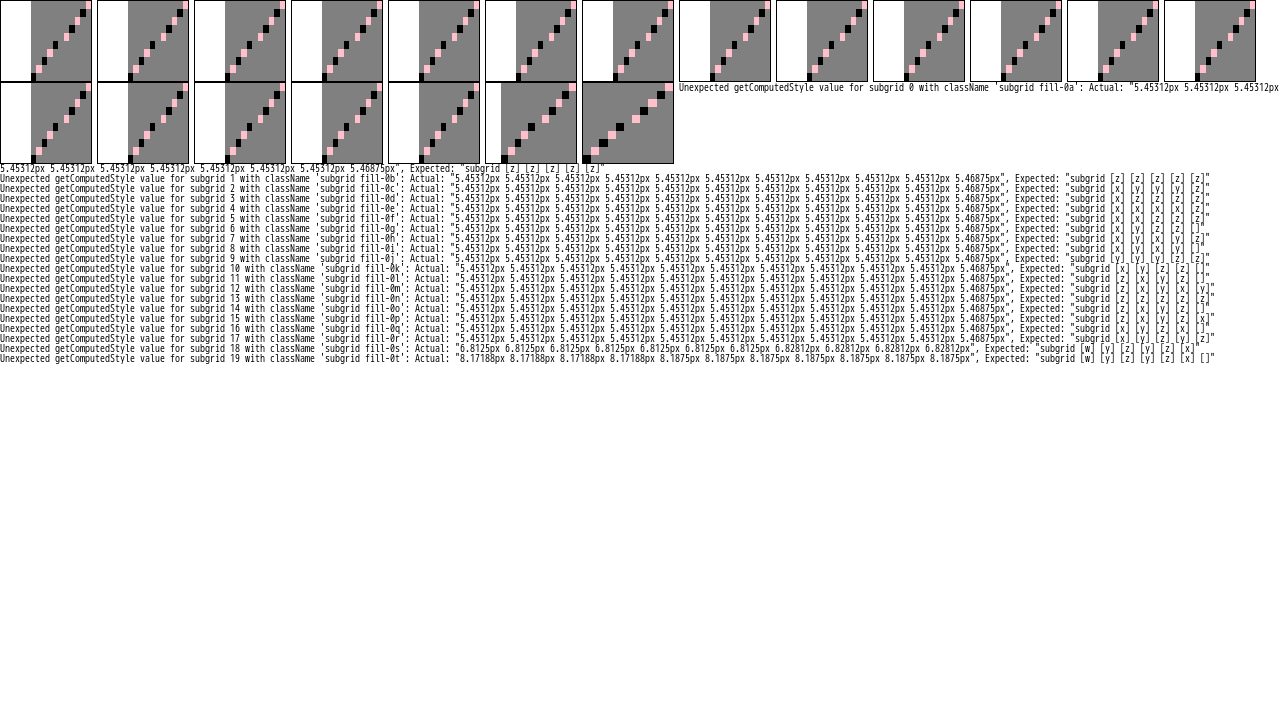 Unexpected getComputedStyle value for subgrid 0 with className 'subgrid fill-0a': Actual: "5.45312px 5.45312px 5.45312px
5.45312px 5.45312px 5.45312px 5.45312px 5.45312px 5.45312px 5.45312px 5.46875px", Expected: "subgrid [z] [z] [z] [z] [z]"
Unexpected getComputedStyle value for subgrid 1 with className 'subgrid fill-0b': Actual: "5.45312px 5.45312px 5.45312px 5.45312px 5.45312px 5.45312px 5.45312px 5.45312px 5.45312px 5.45312px 5.46875px", Expected: "subgrid [z] [z] [z] [z] [z]"
Unexpected getComputedStyle value for subgrid 2 with className 'subgrid fill-0c': Actual: "5.45312px 5.45312px 5.45312px 5.45312px 5.45312px 5.45312px 5.45312px 5.45312px 5.45312px 5.45312px 5.46875px", Expected: "subgrid [x] [y] [y] [y] [z]"
Unexpected getComputedStyle value for subgrid 3 with className 'subgrid fill-0d': Actual: "5.45312px 5.45312px 5.45312px 5.45312px 5.45312px 5.45312px 5.45312px 5.45312px 5.45312px 5.45312px 5.46875px", Expected: "subgrid [x] [z] [z] [z] [z]"
Unexpected getComputedStyle value for subgrid 4 with className 'subgrid fill-0e': Actual: "5.45312px 5.45312px 5.45312px 5.45312px 5.45312px 5.45312px 5.45312px 5.45312px 5.45312px 5.45312px 5.46875px", Expected: "subgrid [x] [x] [x] [x] [z]"
Unexpected getComputedStyle value for subgrid 5 with className 'subgrid fill-0f': Actual: "5.45312px 5.45312px 5.45312px 5.45312px 5.45312px 5.45312px 5.45312px 5.45312px 5.45312px 5.45312px 5.46875px", Expected: "subgrid [x] [x] [z] [z] [z]"
Unexpected getComputedStyle value for subgrid 6 with className 'subgrid fill-0g': Actual: "5.45312px 5.45312px 5.45312px 5.45312px 5.45312px 5.45312px 5.45312px 5.45312px 5.45312px 5.45312px 5.46875px", Expected: "subgrid [x] [y] [z] [z] []"
Unexpected getComputedStyle value for subgrid 7 with className 'subgrid fill-0h': Actual: "5.45312px 5.45312px 5.45312px 5.45312px 5.45312px 5.45312px 5.45312px 5.45312px 5.45312px 5.45312px 5.46875px", Expected: "subgrid [x] [y] [x] [y] [z]"
Unexpected getComputedStyle value for subgrid 8 with className 'subgrid fill-0i': Actual: "5.45312px 5.45312px 5.45312px 5.45312px 5.45312px 5.45312px 5.45312px 5.45312px 5.45312px 5.45312px 5.46875px", Expected: "subgrid [x] [y] [x] [y] []"
Unexpected getComputedStyle value for subgrid 9 with className 'subgrid fill-0j': Actual: "5.45312px 5.45312px 5.45312px 5.45312px 5.45312px 5.45312px 5.45312px 5.45312px 5.45312px 5.45312px 5.46875px", Expected: "subgrid [y] [y] [y] [z] [z]"
Unexpected getComputedStyle value for subgrid 10 with className 'subgrid fill-0k': Actual: "5.45312px 5.45312px 5.45312px 5.45312px 5.45312px 5.45312px 5.45312px 5.45312px 5.45312px 5.45312px 5.46875px", Expected: "subgrid [x] [y] [z] [z] []"
Unexpected getComputedStyle value for subgrid 11 with className 'subgrid fill-0l': Actual: "5.45312px 5.45312px 5.45312px 5.45312px 5.45312px 5.45312px 5.45312px 5.45312px 5.45312px 5.45312px 5.46875px", Expected: "subgrid [z] [x] [y] [z] []"
Unexpected getComputedStyle value for subgrid 12 with className 'subgrid fill-0m': Actual: "5.45312px 5.45312px 5.45312px 5.45312px 5.45312px 5.45312px 5.45312px 5.45312px 5.45312px 5.45312px 5.46875px", Expected: "subgrid [z] [x] [y] [x] [y]"
Unexpected getComputedStyle value for subgrid 13 with className 'subgrid fill-0n': Actual: "5.45312px 5.45312px 5.45312px 5.45312px 5.45312px 5.45312px 5.45312px 5.45312px 5.45312px 5.45312px 5.46875px", Expected: "subgrid [z] [z] [z] [z] [z]"
Unexpected getComputedStyle value for subgrid 14 with className 'subgrid fill-0o': Actual: "5.45312px 5.45312px 5.45312px 5.45312px 5.45312px 5.45312px 5.45312px 5.45312px 5.45312px 5.45312px 5.46875px", Expected: "subgrid [z] [z] [z] [z] [z]"
Unexpected getComputedStyle value for subgrid 15 with className 'subgrid fill-0p': Actual: "5.45312px 5.45312px 5.45312px 5.45312px 5.45312px 5.45312px 5.45312px 5.45312px 5.45312px 5.45312px 5.46875px", Expected: "subgrid [z] [x] [y] [z] [x]"
Unexpected getComputedStyle value for subgrid 16 with className 'subgrid fill-0q': Actual: "5.45312px 5.45312px 5.45312px 5.45312px 5.45312px 5.45312px 5.45312px 5.45312px 5.45312px 5.45312px 5.46875px", Expected: "subgrid [x] [y] [z] [x] []"
Unexpected getComputedStyle value for subgrid 17 with className 'subgrid fill-0r': Actual: "5.45312px 5.45312px 5.45312px 5.45312px 5.45312px 5.45312px 5.45312px 5.45312px 5.45312px 5.45312px 5.46875px", Expected: "subgrid [x] [y] [z] [y] [z]"
Unexpected getComputedStyle value for subgrid 18 with className 'subgrid fill-0s': Actual: "6.8125px 6.8125px 6.8125px 6.8125px 6.8125px 6.8125px 6.8125px 6.8125px 6.82812px 6.82812px 6.82812px", Expected: "subgrid [w] [y] [z] [y] [z] [x]"
Unexpected getComputedStyle value for subgrid 19 with className 'subgrid fill-0t': Actual: "8.17188px 8.17188px 8.17188px 8.17188px 8.1875px 8.1875px 8.1875px 8.1875px 8.1875px 8.1875px 8.1875px", Expected: "subgrid [w] [y] [z] [y] [z] [x] []"